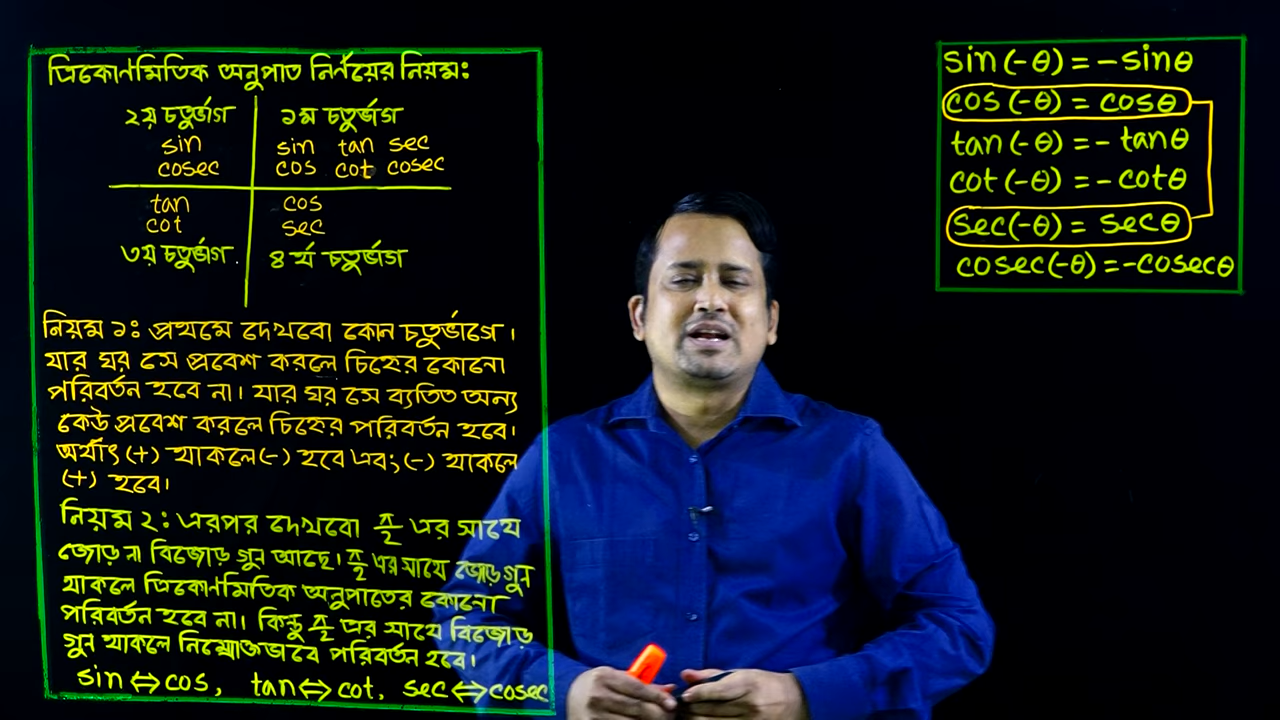 ত্রিকোণমিতিক অনুপাত নির্ণয়ের নিয়মঃ
২য় চতুর্ভাগ
১ম চতুর্ভাগ
sin
sin tan sec
cosec
cos cot cosec
tan
cos
cot
sec
৩য় চতুর্ভাগ
৪র্থ চতুর্ভাগ
নিয়ম ১ঃ প্রথমে দেখবো কোন চতুর্ভাগে।
যার ঘর সে প্রবেশ করলে চিহ্নের কোনো
পরিবর্তন হবে না। যার ঘর সে ব্যতিত অন্য
কেউ প্রবেশ করলে চিহ্নের পরিবর্তন হবে।
অর্থাৎ (+) থাকলে (-) হবে এবং (-) থাকলে
(+) হবে।
নিয়ম ২ঃ এরপর দেখবো π/2 এর সাথে
জোড় না বিজোড় গুন আছে। π/2 এর সাথে জোড় গুন
থাকলে ত্রিকোণমিতিক অনুপাতের কোনো
পরিবর্তন হবে না। কিন্তু π/2 এর সাথে বিজোড়
গুন থাকলে নিম্নোক্তভাবে পরিবর্তন হবে।
sin⇔cos, tan⇔cot, sec⇔cosec
sin(-θ) = -sinθ
cos(-θ) = cosθ
tan(-θ) = -tanθ
cot(-θ) = -cotθ
sec(-θ) = secθ
cosec(-θ) = -cosecθ